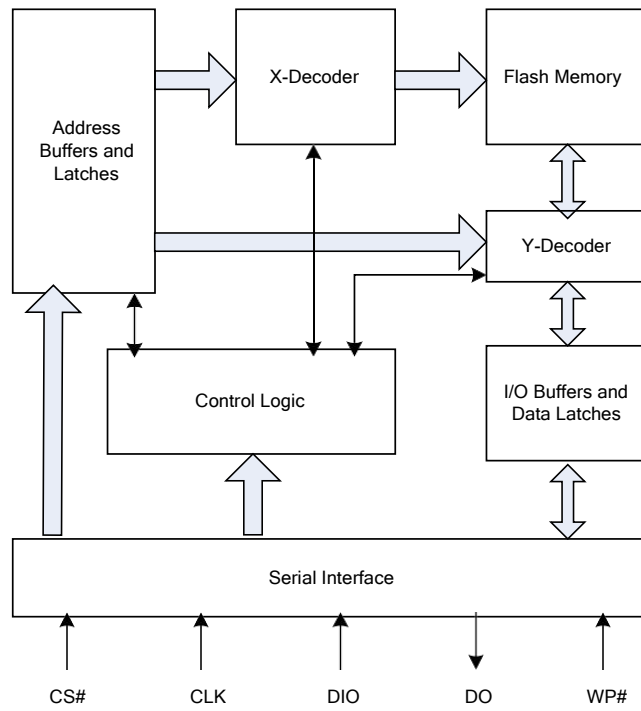 X-Decoder
Flash Memory
Address
Buffers and
Latches
Y-Decoder
Control Logic
I/O Buffers and
Data Latches
Serial Interface
CS#
CLK
DIO
DO
WP#